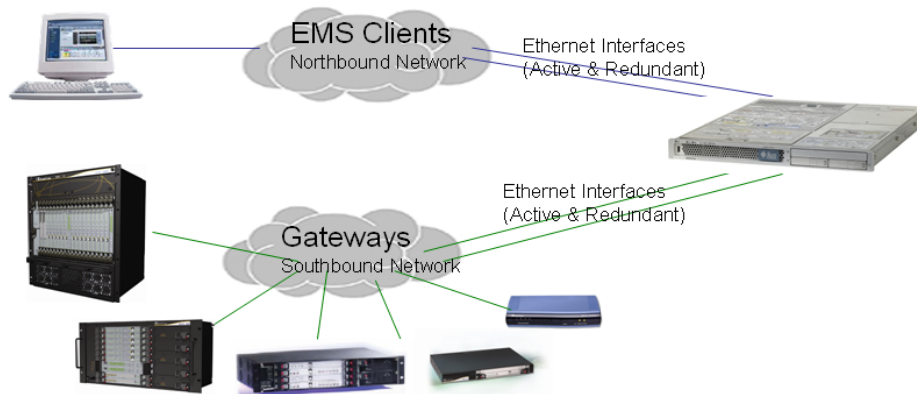 EMS Clients
Northbound Network
Ethernet Interfaces
(Active & Redundant)
Ethernet Interfaces
(Active & Redundant)
Gateways
Southbound Network